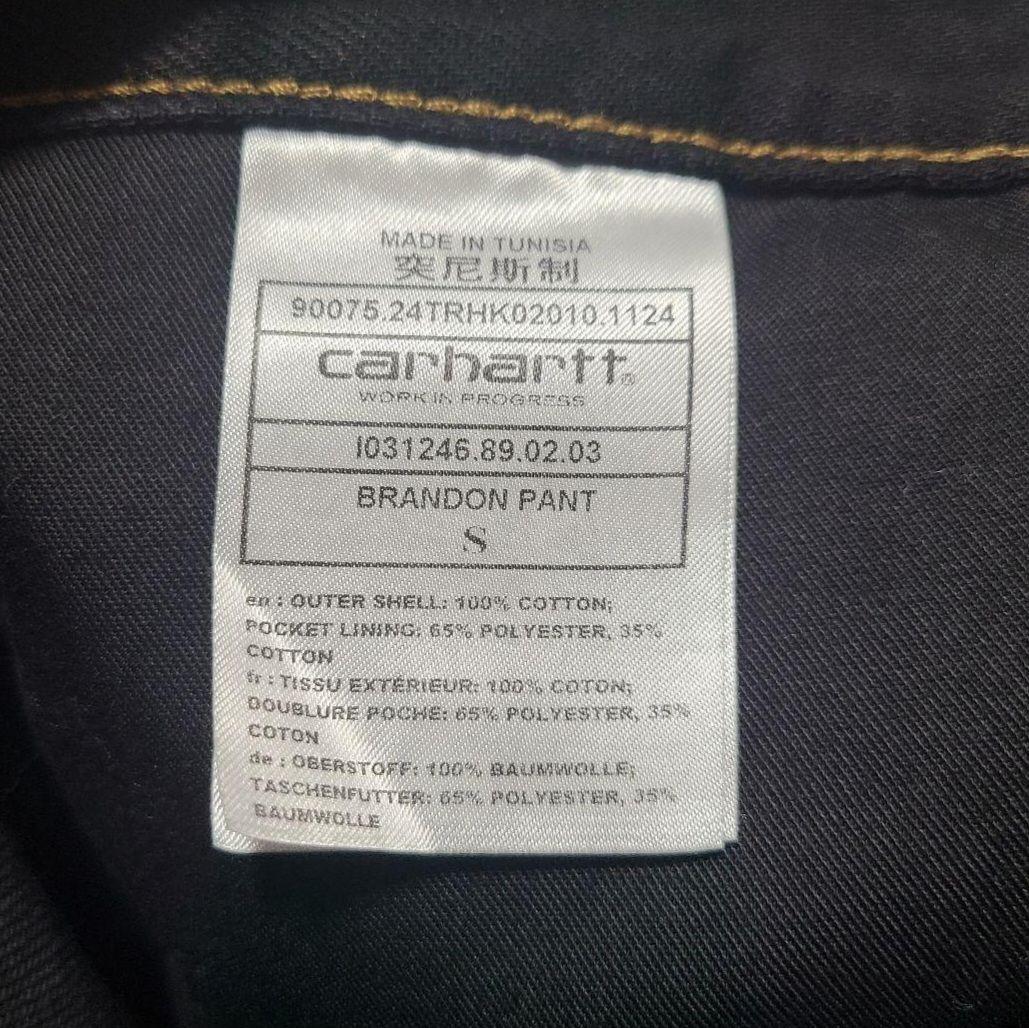 MADE IN TUNISIA
突尼斯制
90075.24TRHK02010.1124
carhartt®
WORK IN PROGRESS
I031246.89.02.03
BRANDON PANT
S
en : OUTER SHELL: 100% COTTON;
POCKET LINING: 65% POLYESTER, 35%
COTTON
fr : TISSU EXTÉRIEUR: 100% COTON;
DOUBLURE POCHE: 65% POLYESTER, 35%
COTON
de : OBERSTOFF: 100% BAUMWOLLE;
TASCHENFUTTER: 65% POLYESTER, 35%
BAUMWOLLE